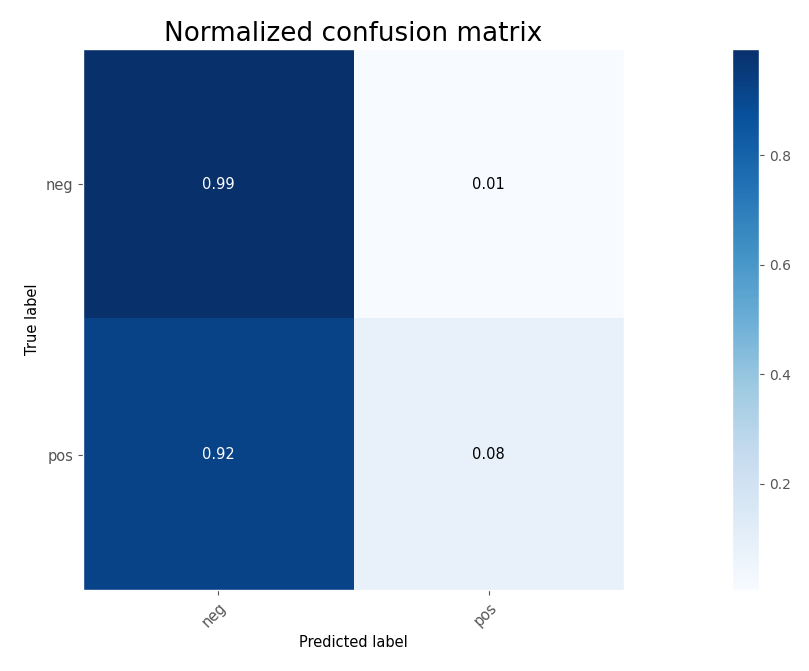 Normalized confusion matrix
True label
neg
0.99
0.01
pos
0.92
0.08
neg
pos
Predicted label
0.8
0.6
0.4
0.2